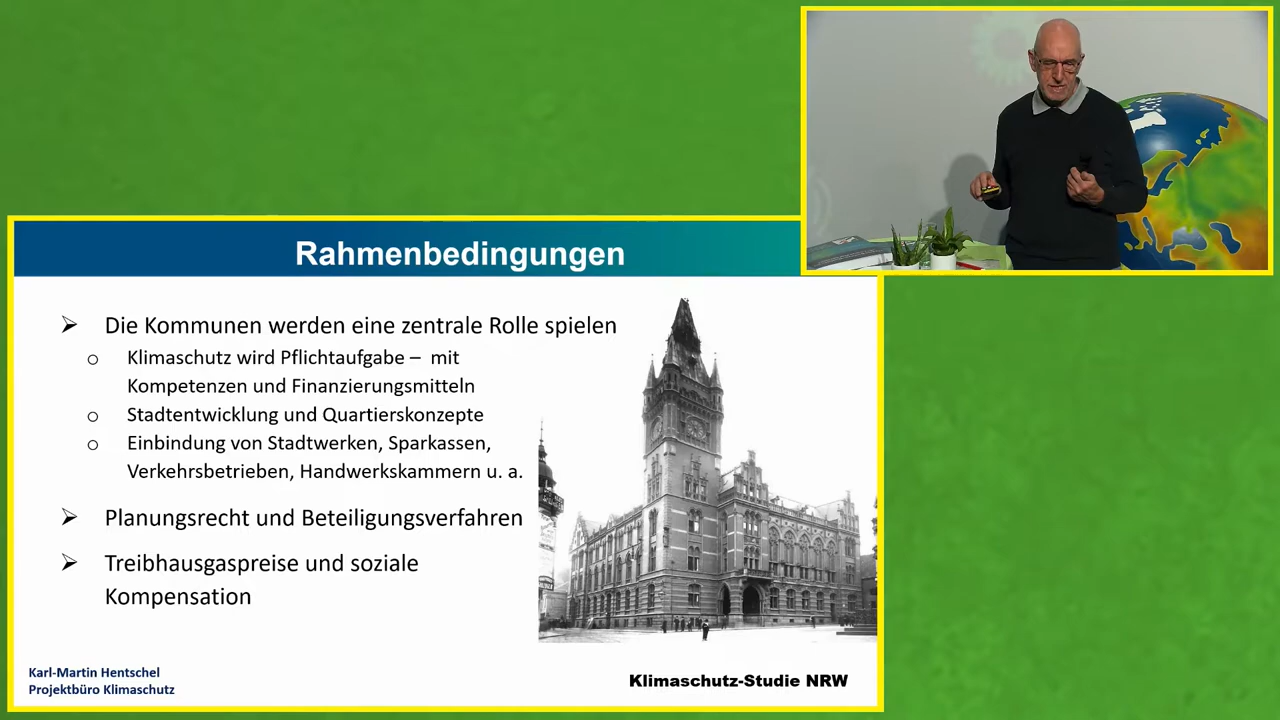 Rahmenbedingungen
Die Kommunen werden eine zentrale Rolle spielen
Klimaschutz wird Pflichtaufgabe – mit
Kompetenzen und Finanzierungsmitteln
Stadtentwicklung und Quartierskonzepte
Einbindung von Stadtwerken, Sparkassen,
Verkehrsbetrieben, Handwerkskammern u. a.
Planungsrecht und Beteiligungsverfahren
Treibhausgaspreise und soziale
Kompensation
Karl-Martin Hentschel
Projektbüro Klimaschutz
Klimaschutz-Studie NRW